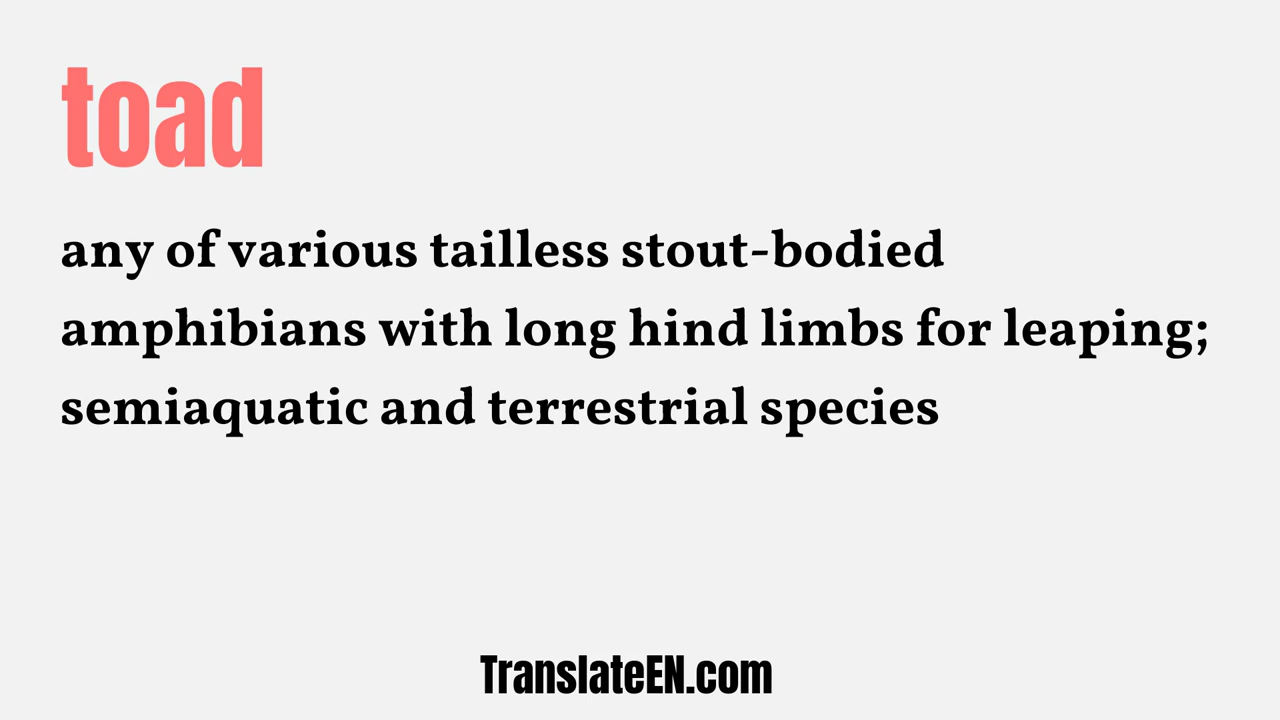 toad
any of various tailless stout-bodied
amphibians with long hind limbs for leaping;
semiaquatic and terrestrial species
TranslateEN.com